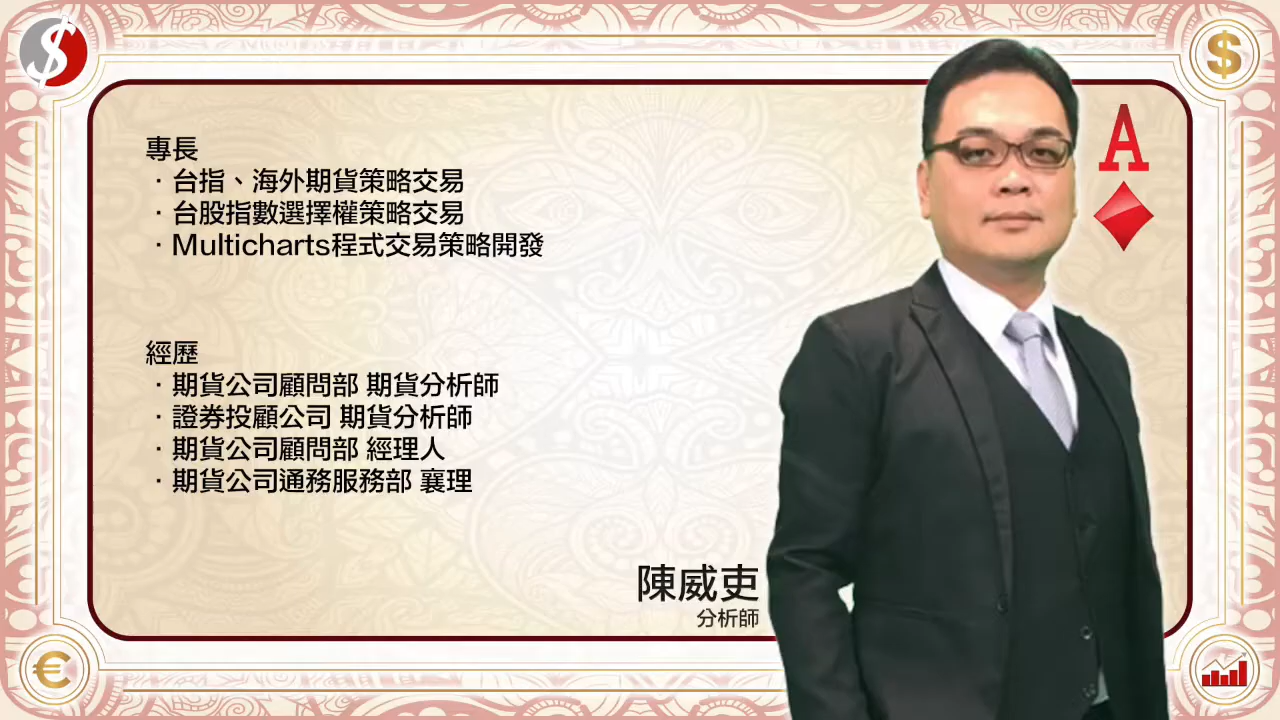 專長
．台指、海外期貨策略交易
．台股指數選擇權策略交易
．Multicharts程式交易策略開發
經歷
．期貨公司顧問部 期貨分析師
．證券投顧公司 期貨分析師
．期貨公司顧問部 經理人
．期貨公司通務服務部 襄理
陳威吏
分析師
A